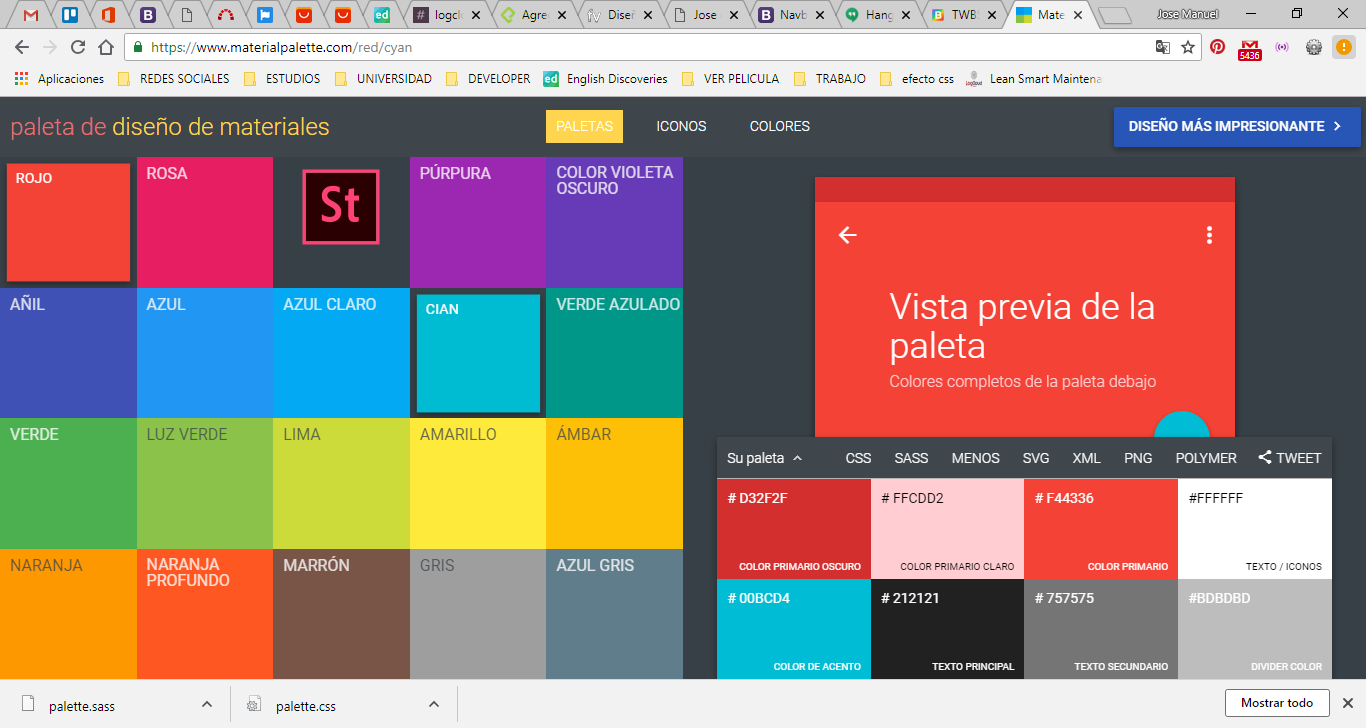 ed
# logcl
Agre
fy Diseñ
Jose
B Navb
Hang
TWB
Mate
Jose Manuel
https://www.materialpalette.com/red/cyan
5436
Aplicaciones
REDES SOCIALES
ESTUDIOS
UNIVERSIDAD
DEVELOPER
ed English Discoveries
VER PELICULA
TRABAJO
efecto css
Lean Smart Maintena
paleta de diseño de materiales
PALETAS
ICONOS
COLORES
DISEÑO MÁS IMPRESIONANTE
ROJO
ROSA
St
PÚRPURA
COLOR VIOLETA
OSCURO
AÑIL
AZUL
AZUL CLARO
CIAN
VERDE AZULADO
VERDE
LUZ VERDE
LIMA
AMARILLO
ÁMBAR
NARANJA
NARANJA
PROFUNDO
MARRÓN
GRIS
AZUL GRIS
Vista previa de la
paleta
Colores completos de la paleta debajo
Su paleta
CSS
SASS
MENOS
SVG
XML
PNG
POLYMER
TWEET
# D32F2F
COLOR PRIMARIO OSCURO
# FFCDD2
COLOR PRIMARIO CLARO
# F44336
COLOR PRIMARIO
#FFFFFF
TEXTO / ICONOS
# 00BCD4
COLOR DE ACENTO
# 212121
TEXTO PRINCIPAL
# 757575
TEXTO SECUNDARIO
#BDBDBD
DIVIDER COLOR
palette.sass
palette.css
Mostrar todo